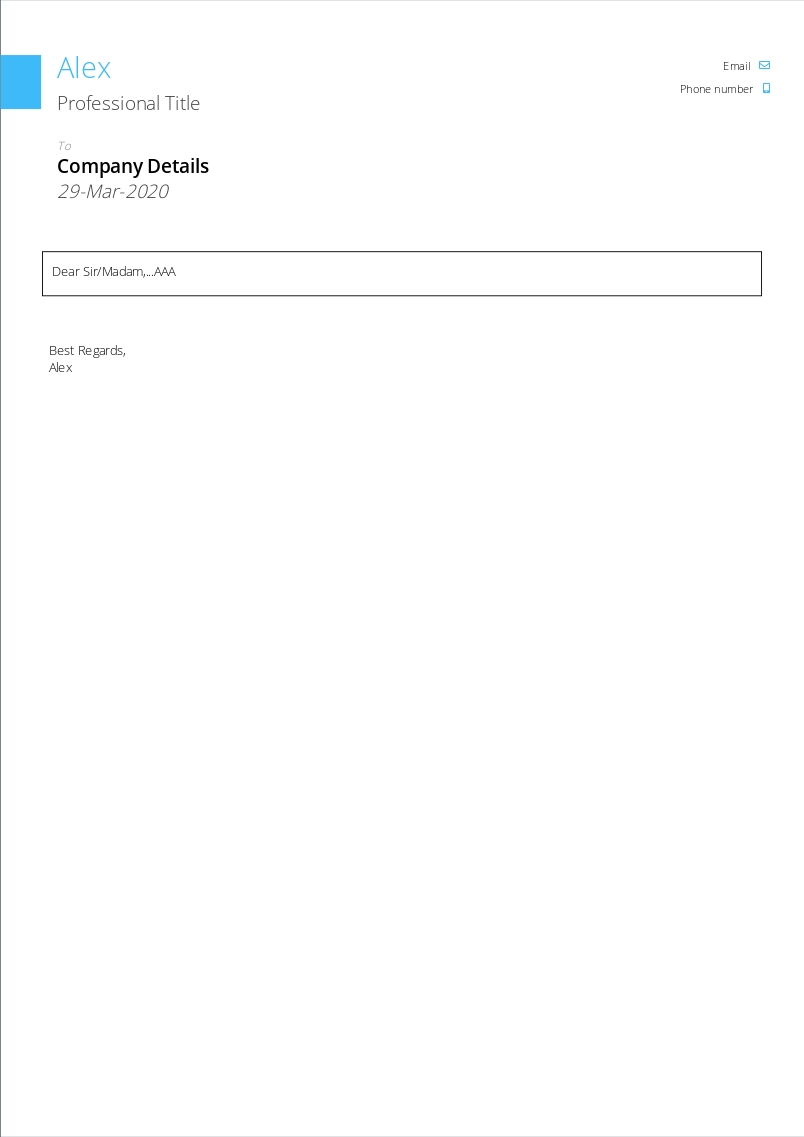 Alex
Professional Title
Email
Phone number
To
Company Details
29-Mar-2020
Dear Sir/Madam,...AAA
Best Regards,
Alex